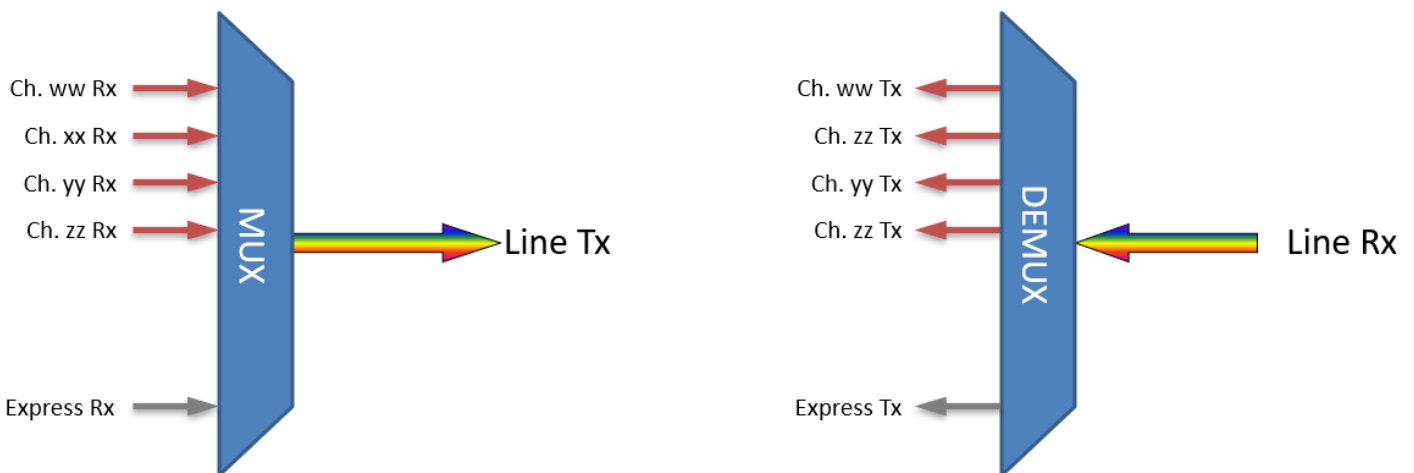 Ch. ww Rx
Ch. xx Rx
Ch. yy Rx
Ch. zz Rx
Express Rx
MUX
Line Tx
Ch. ww Tx
Ch. zz Tx
Ch. yy Tx
Ch. zz Tx
Express Tx
DEMUX
Line Rx